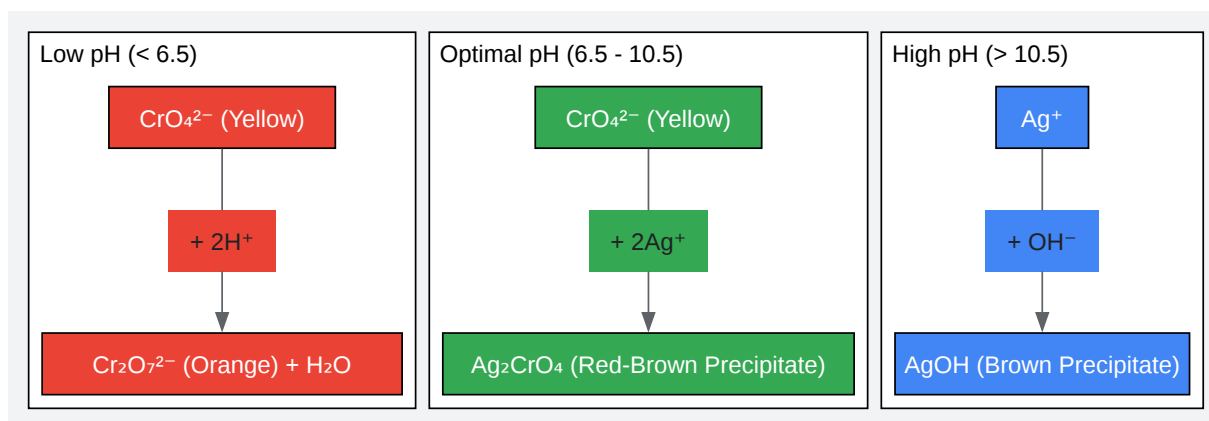 Low pH (< 6.5)
CrO₄²⁻ (Yellow)
+ 2H⁺
Cr₂O₇²⁻ (Orange) + H₂O
Optimal pH (6.5 - 10.5)
CrO₄²⁻ (Yellow)
+ 2Ag⁺
Ag₂CrO₄ (Red-Brown Precipitate)
High pH (> 10.5)
Ag⁺
+ OH⁻
AgOH (Brown Precipitate)